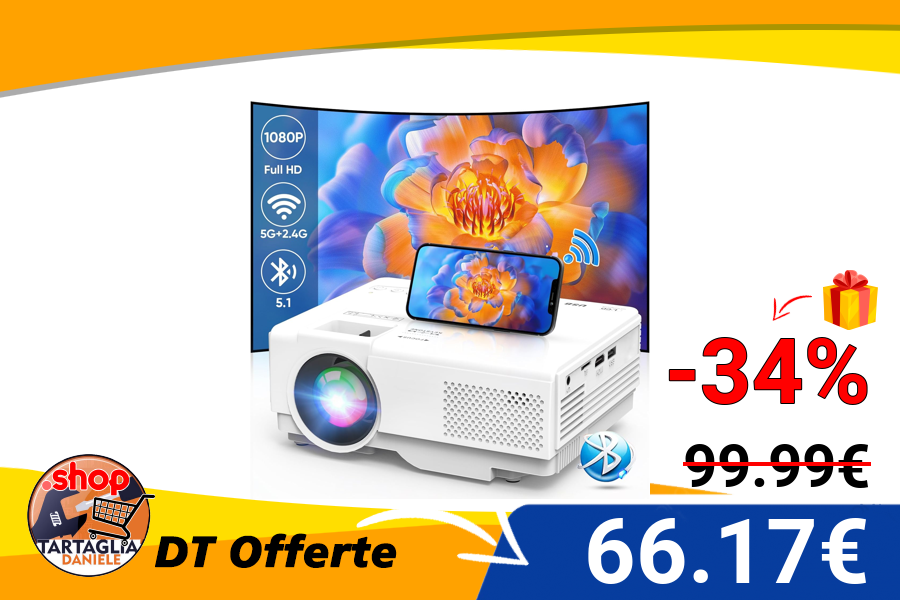 1080P
Full HD
5G+2.4G
5.1
-34%
99.99€
66.17€
.shop
TARTAGLIA
DANIELE
DT Offerte